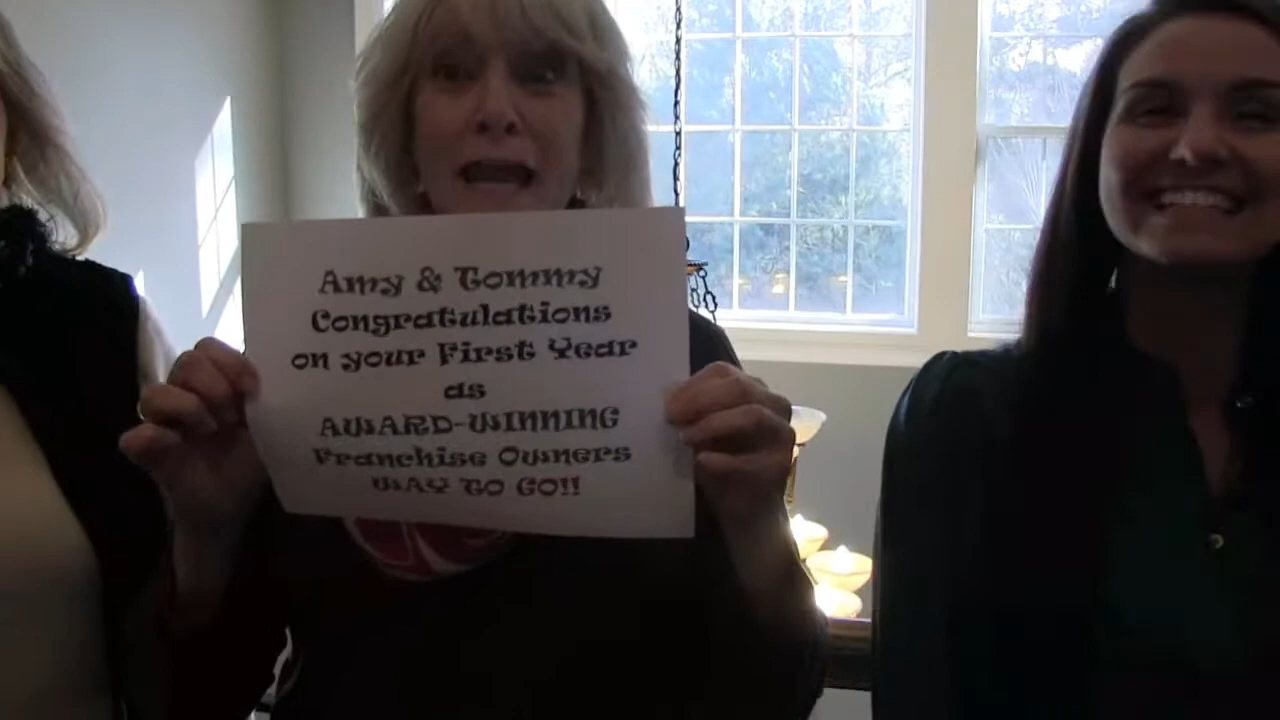 Amy & Tommy
Congratulations
on your First Year
as
AWARD-WINNING
Franchise Owners
WAY TO GO!!